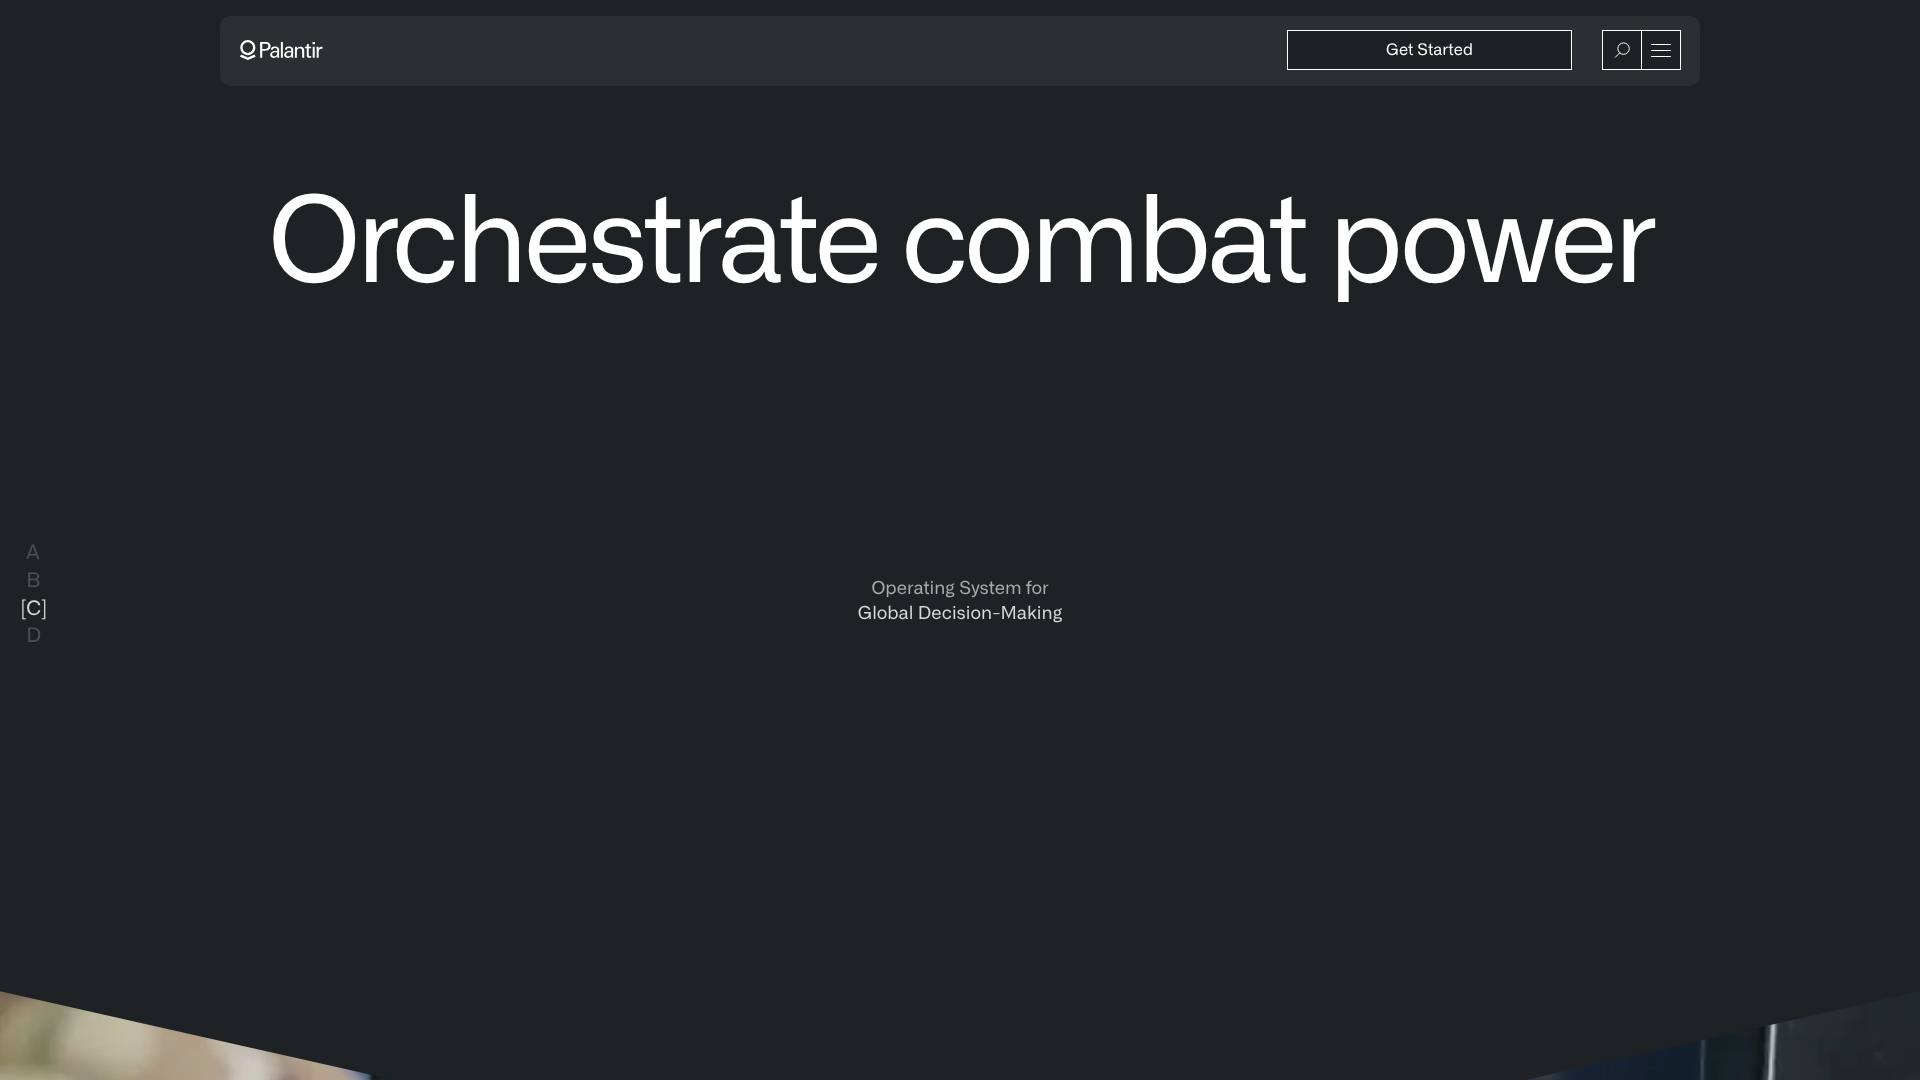 Palantir
Get Started
Orchestrate combat power
A
B
[C]
D
Operating System for
Global Decision-Making